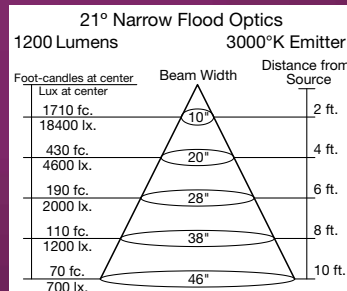 21º Narrow Flood Optics
1200 Lumens 3000°K Emitter
Foot-candles at center
Lux at center
Beam Width
Distance from
Source
1710 fc.
18400 lx.
10"
2 ft.
430 fc.
4600 lx.
20"
4 ft.
190 fc.
2000 lx.
28"
6 ft.
110 fc.
1200 lx.
38"
8 ft.
70 fc.
700 lx.
46"
10 ft.